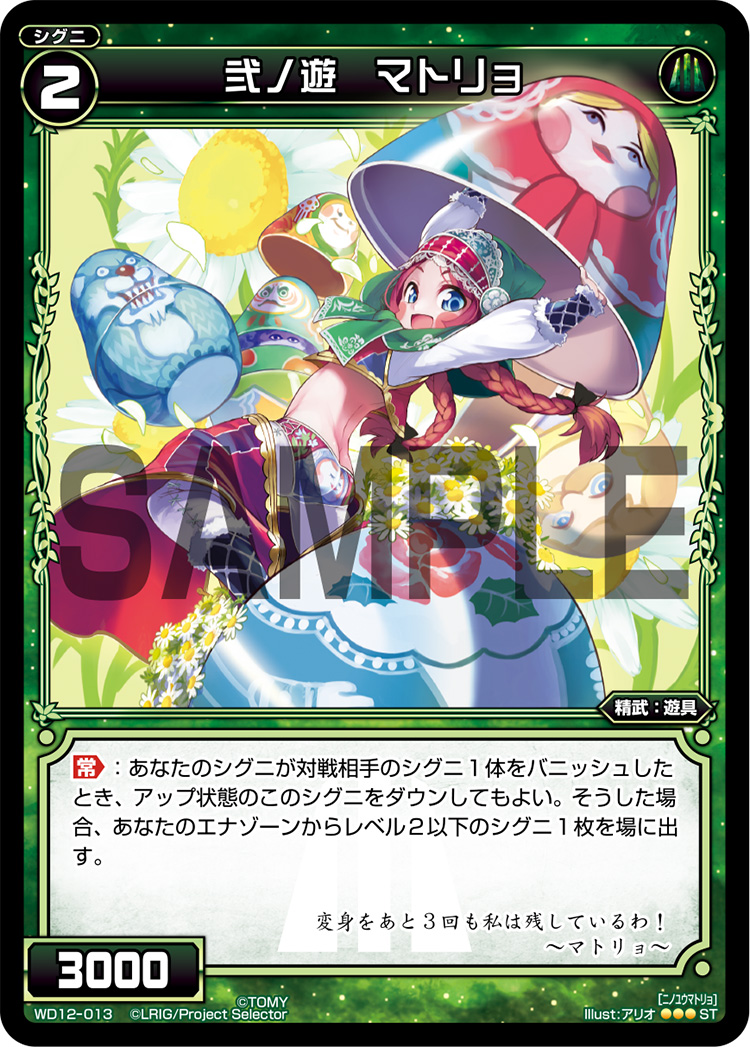 シグニ
2
弐ノ遊 マトリョ
SAMPLE
精武：遊具
常：あなたのシグニが対戦相手のシグニ１体をバニッシュした
とき、アップ状態のこのシグニをダウンしてもよい。そうした場
合、あなたのエナゾーンからレベル２以下のシグニ１枚を場に出
す。
変身をあと３回も私は残しているわ！
～マトリョ～
3000
©TOMY
WD12-013 ©LRIG/Project Selector
[ニノユウマトリョ]
Illust:アリオ ST